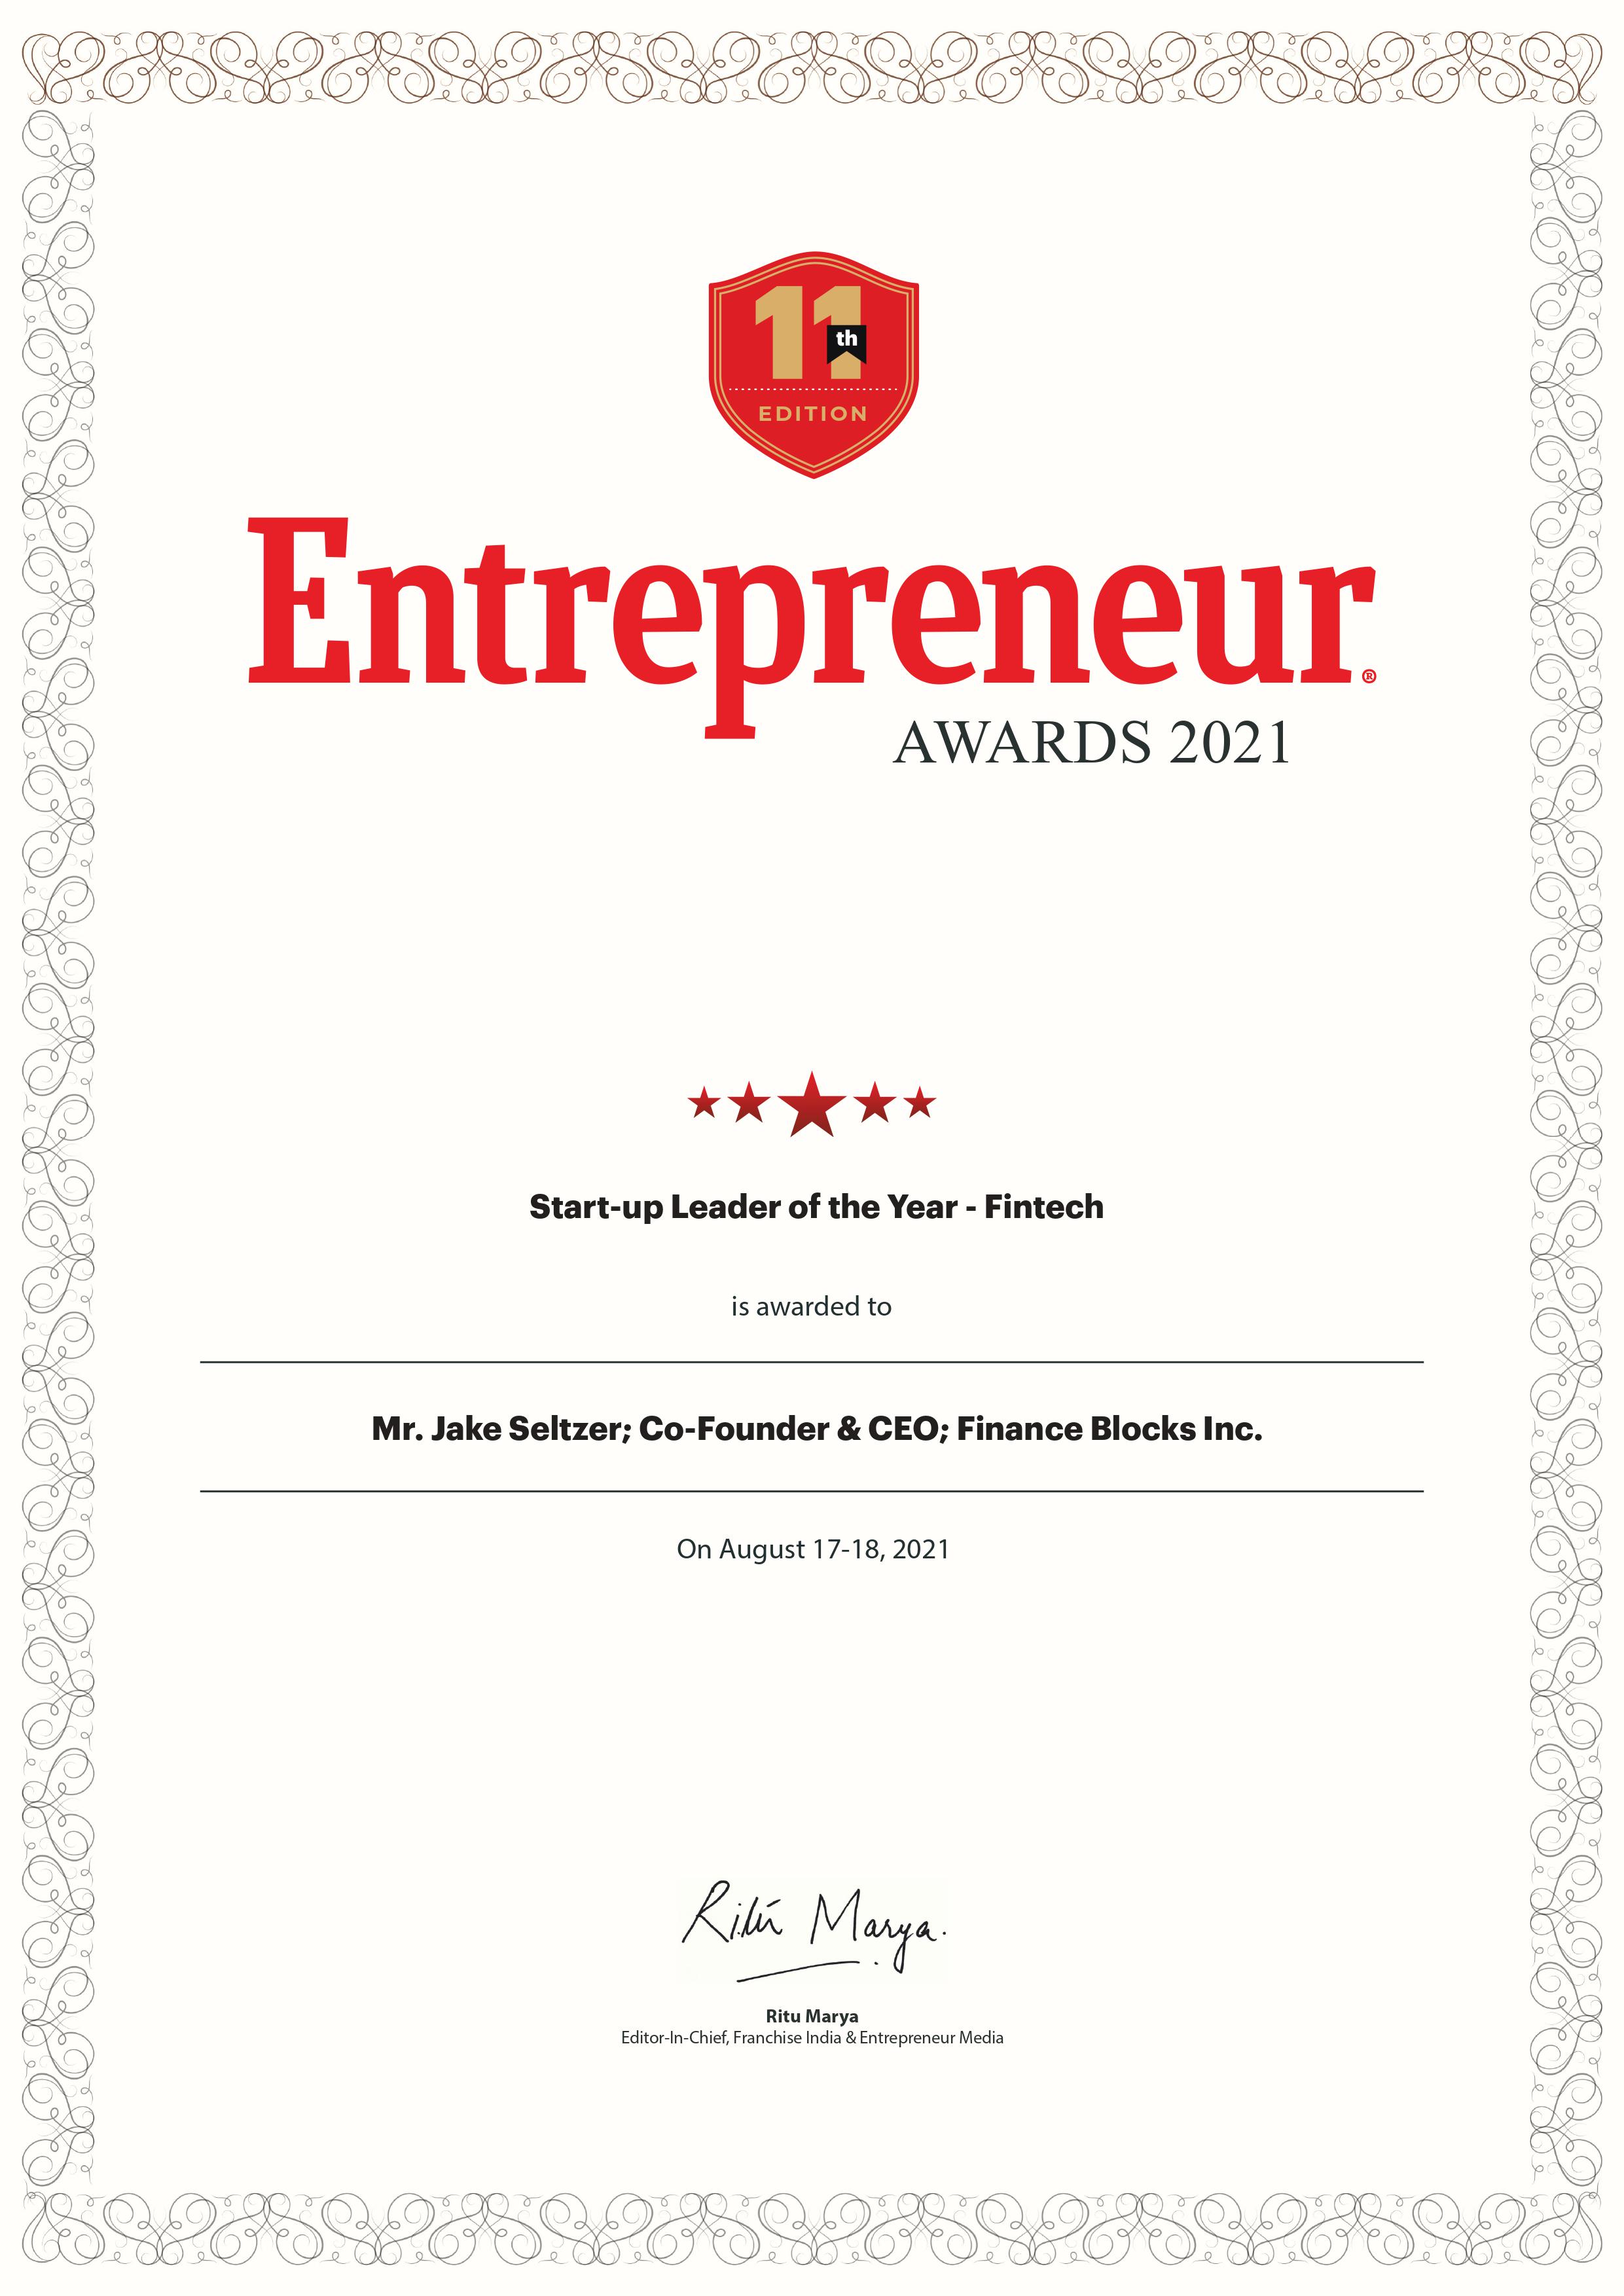 11th
EDITION
Entrepreneur®
AWARDS 2021
Start-up Leader of the Year - Fintech
is awarded to
Mr. Jake Seltzer; Co-Founder & CEO; Finance Blocks Inc.
On August 17-18, 2021
Ritu Marya.
Ritu Marya
Editor-In-Chief, Franchise India & Entrepreneur Media